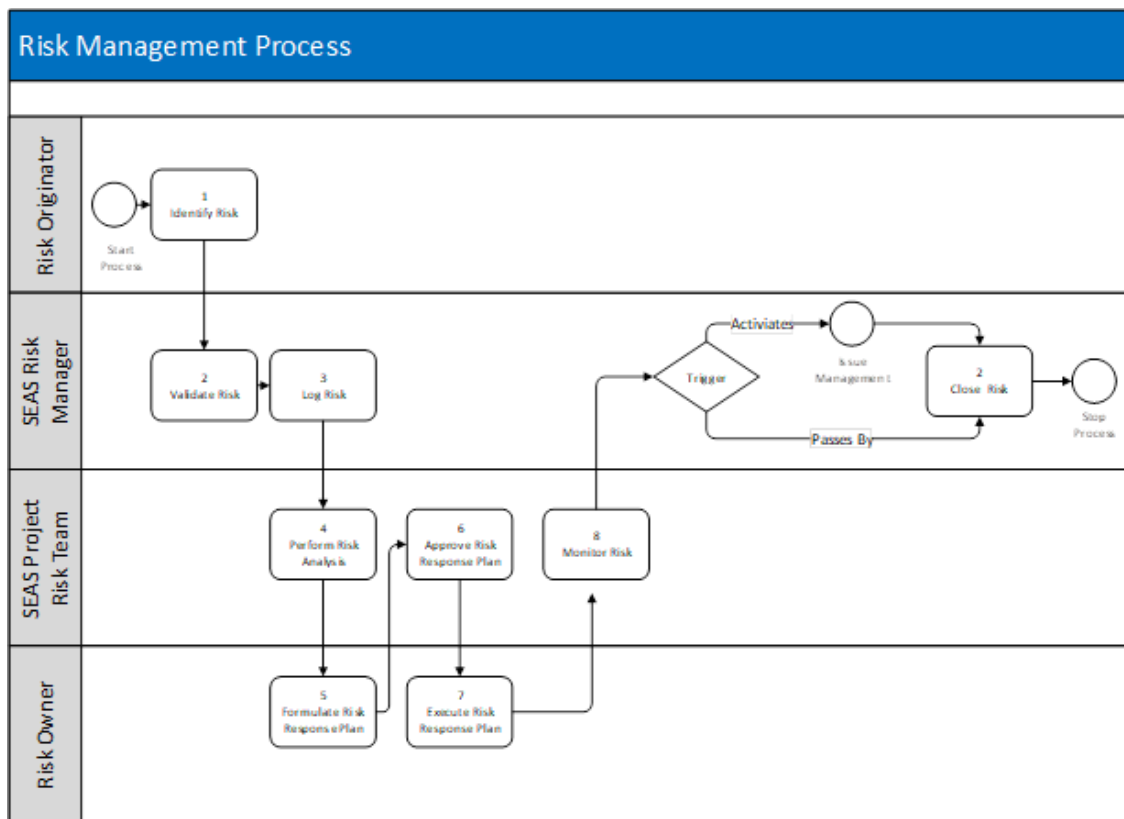 Risk Management Process
Risk Originator
1
Identify Risk
Start
Process
SEAS Risk
Manager
2
Validate Risk
3
Log Risk
Trigger
Activiates
Issue
Management
Passes By
2
Close Risk
Stop
Process
SEAS Project
Risk Team
4
Perform Risk
Analysis
6
Approve Risk
Response Plan
8
Monitor Risk
Risk Owner
5
Formulate Risk
Response Plan
7
Execute Risk
Response Plan